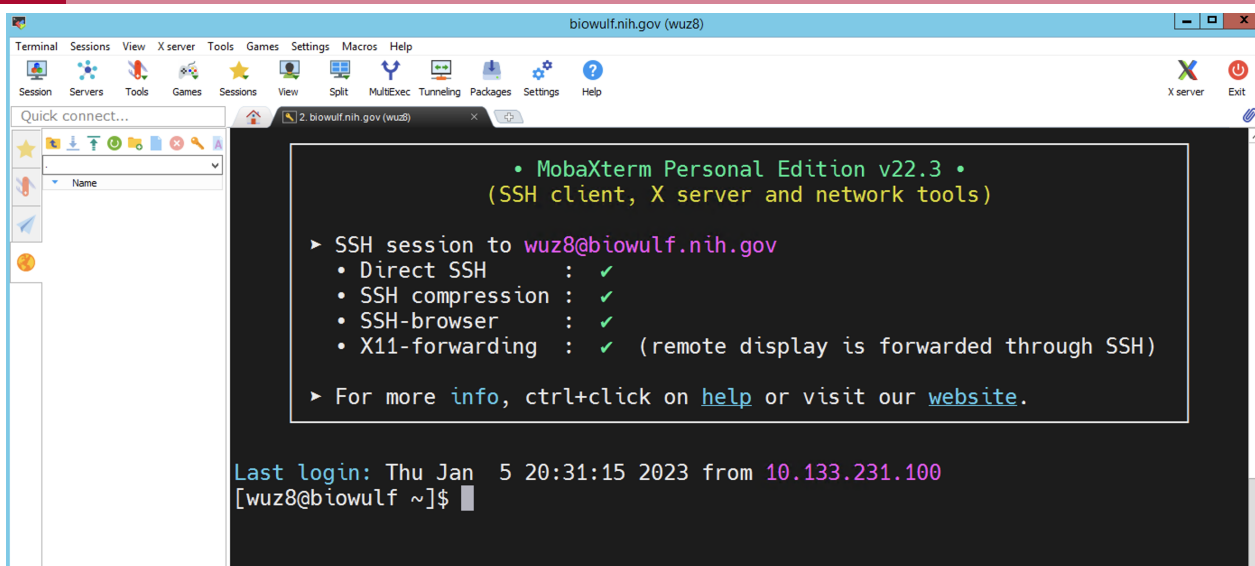 biowulf.nih.gov (wuz8)
Terminal Sessions View X server Tools Games Settings Macros Help
Session Servers Tools Games Sessions View Split MultiExec Tunneling Packages Settings Help X server Exit
Quick connect...
2. biowulf.nih.gov (wuz8)
.
Name
• MobaXterm Personal Edition v22.3 •
(SSH client, X server and network tools)
➤ SSH session to wuz8@biowulf.nih.gov
• Direct SSH : ✔
• SSH compression : ✔
• SSH-browser : ✔
• X11-forwarding : ✔ (remote display is forwarded through SSH)
➤ For more info, ctrl+click on help or visit our website.
Last login: Thu Jan 5 20:31:15 2023 from 10.133.231.100
[wuz8@biowulf ~]$